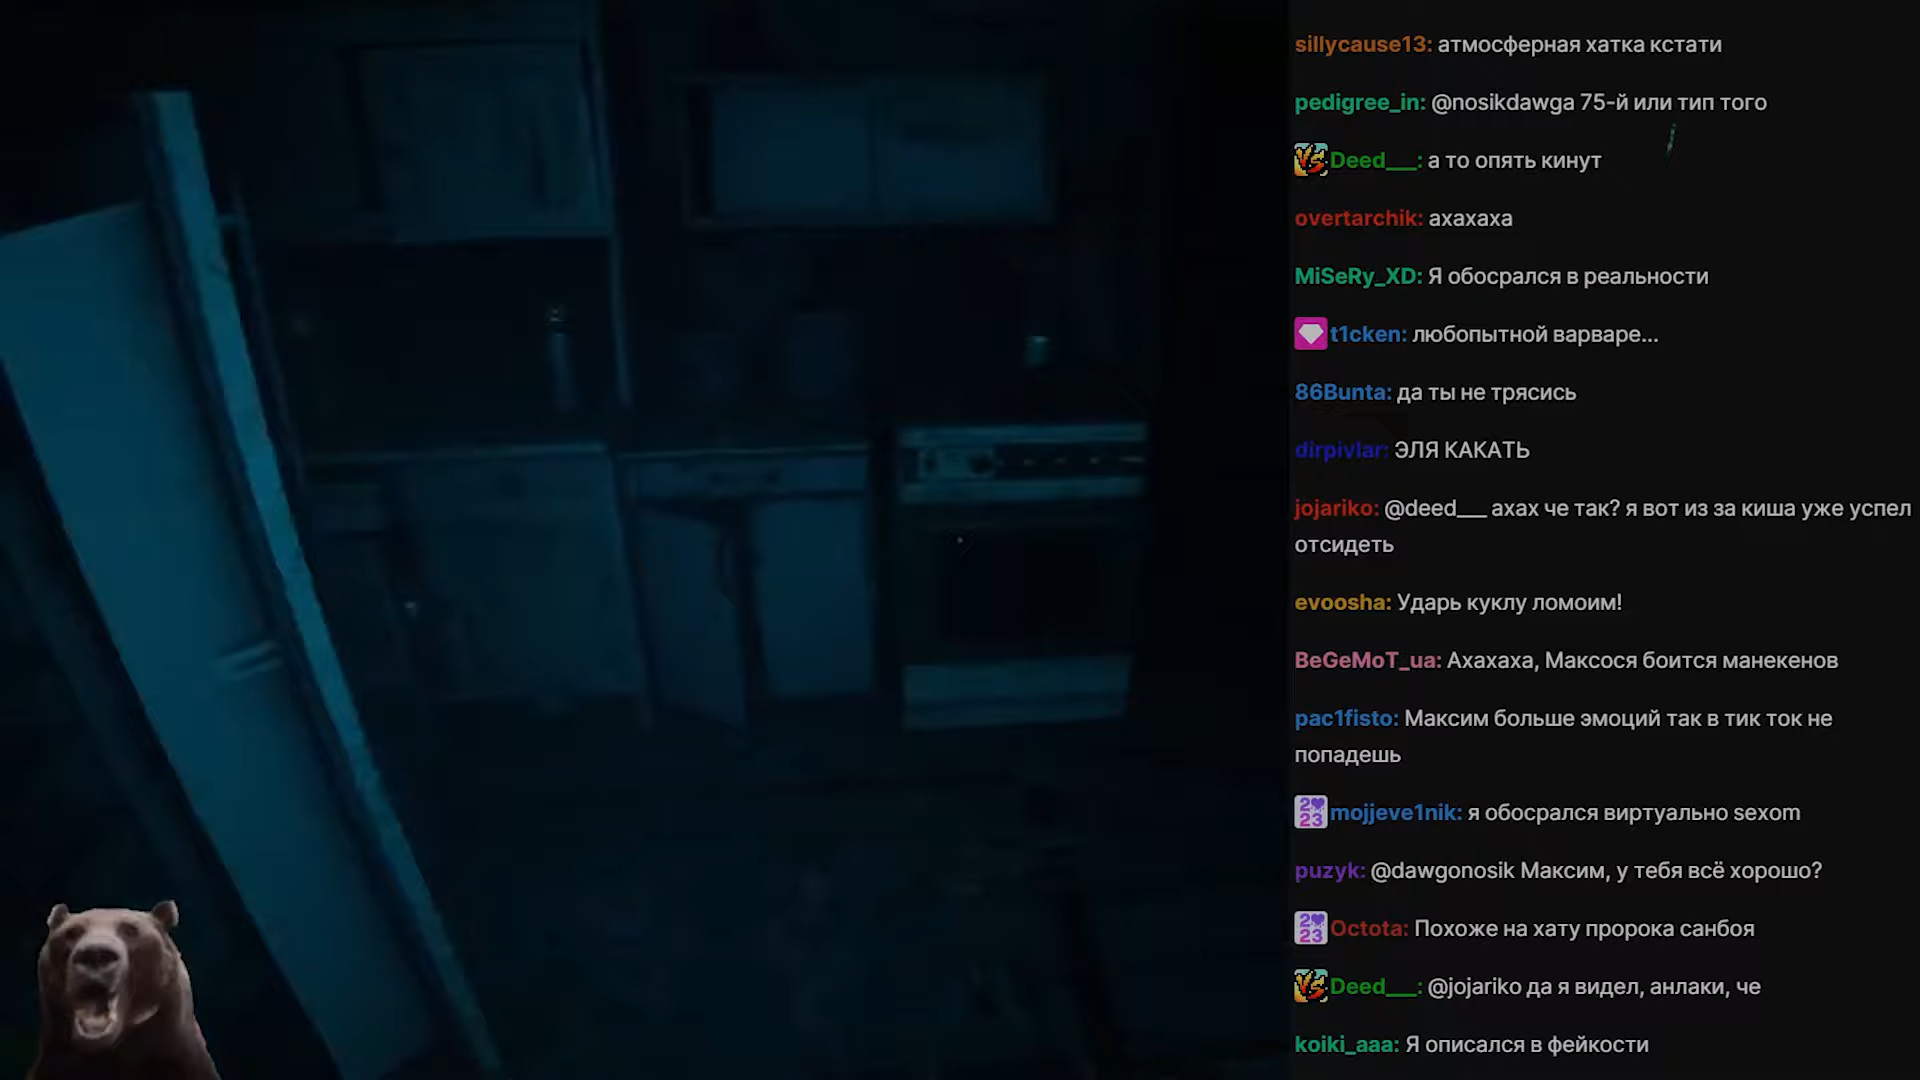 sillycause13: атмосферная хатка кстати
pedigree_in: @nosikdawga 75-й или тип того
Deed___: а то опять кинут
overtarchik: ахахаха
MiSeRy_XD: Я обосрался в реальности
t1cken: любопытной варваре...
86Bunta: да ты не трясись
dirpivlar: ЭЛЯ КАКАТЬ
jojariko: @deed___ ахах че так? я вот из за киша уже успел
отсидеть
evoosha: Ударь куклу ломоим!
BeGeMoT_ua: Ахахаха, Максося боится манекенов
pac1fisto: Максим больше эмоций так в тик ток не
попадешь
2 23 mojjeve1nik: я обосрался виртуально sexom
puzyk: @dawgonosik Максим, у тебя всё хорошо?
2 23 Octota: Похоже на хату пророка санбоя
Deed___: @jojariko да я видел, анлаки, че
koiki_aaa: Я описался в фейкости